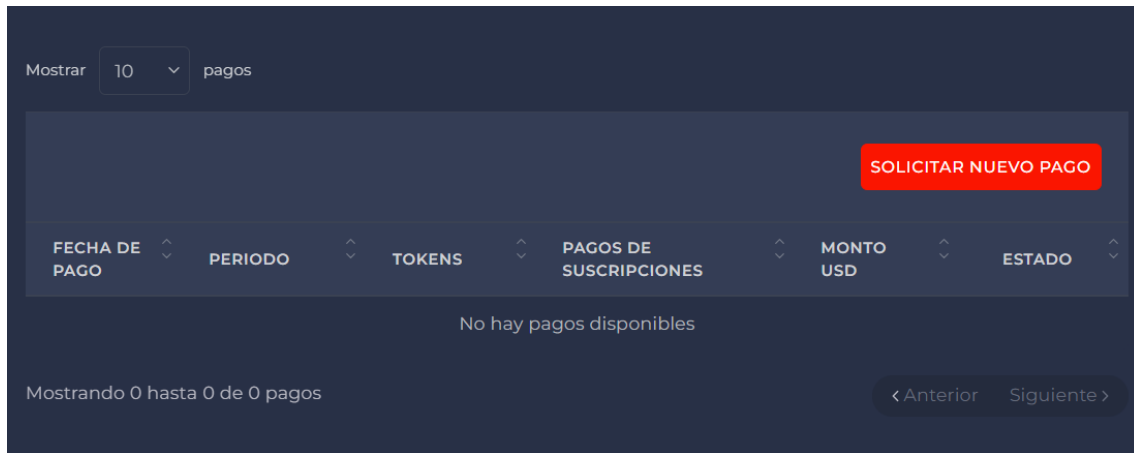 Mostrar 10 pagos
SOLICITAR NUEVO PAGO
FECHA DE PAGO
PERIODO
TOKENS
PAGOS DE SUSCRIPCIONES
MONTO USD
ESTADO
No hay pagos disponibles
Mostrando 0 hasta 0 de 0 pagos
Anterior Siguiente